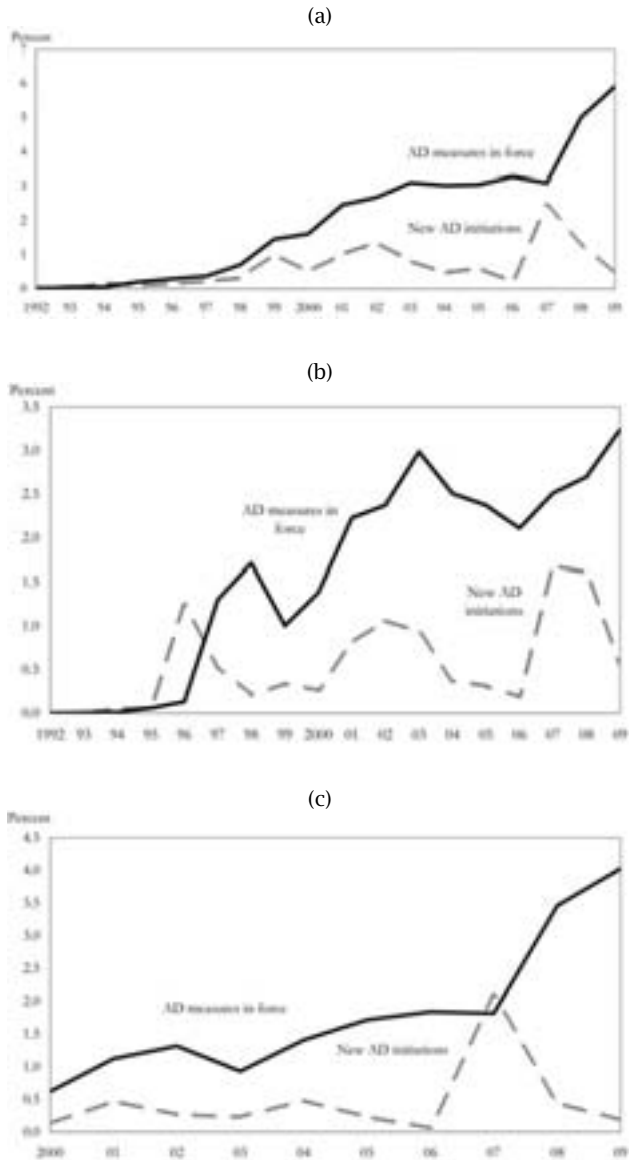 (a)
Percent
7
6
AD measures in force
5
4
3
New AD initiations
2
1
0
1992 93 94 95 96 97 98 99 2000 01 02 03 04 05 06 07 08 09
(b)
Percent
3.5
3.0
AD measures in
force
2.5
2.0
New AD
initiations
1.5
1.0
0.5
0.0
1992 93 94 95 96 97 98 99 2000 01 02 03 04 05 06 07 08 09
(c)
Percent
4.5
4.0
3.5
3.0
2.5
2.0
AD measures in force
1.5
New AD initiations
1.0
0.5
0.0
2000 01 02 03 04 05 06 07 08 09